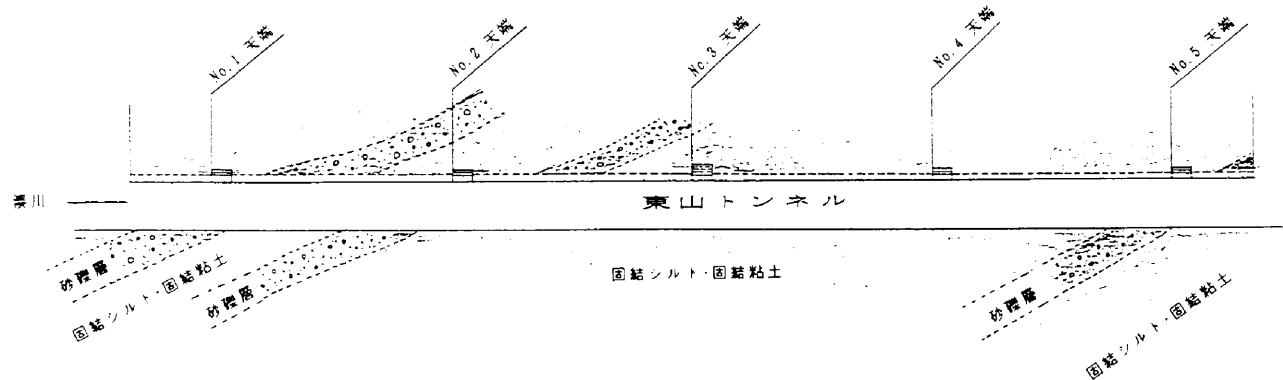 No.1 天端
No.2 天端
No.3 天端
No.4 天端
No.5 天端
東山トンネル
砂礫層
固結シルト・固結粘土
砂礫層
固結シルト・固結粘土
砂礫層
固結シルト・固結粘土